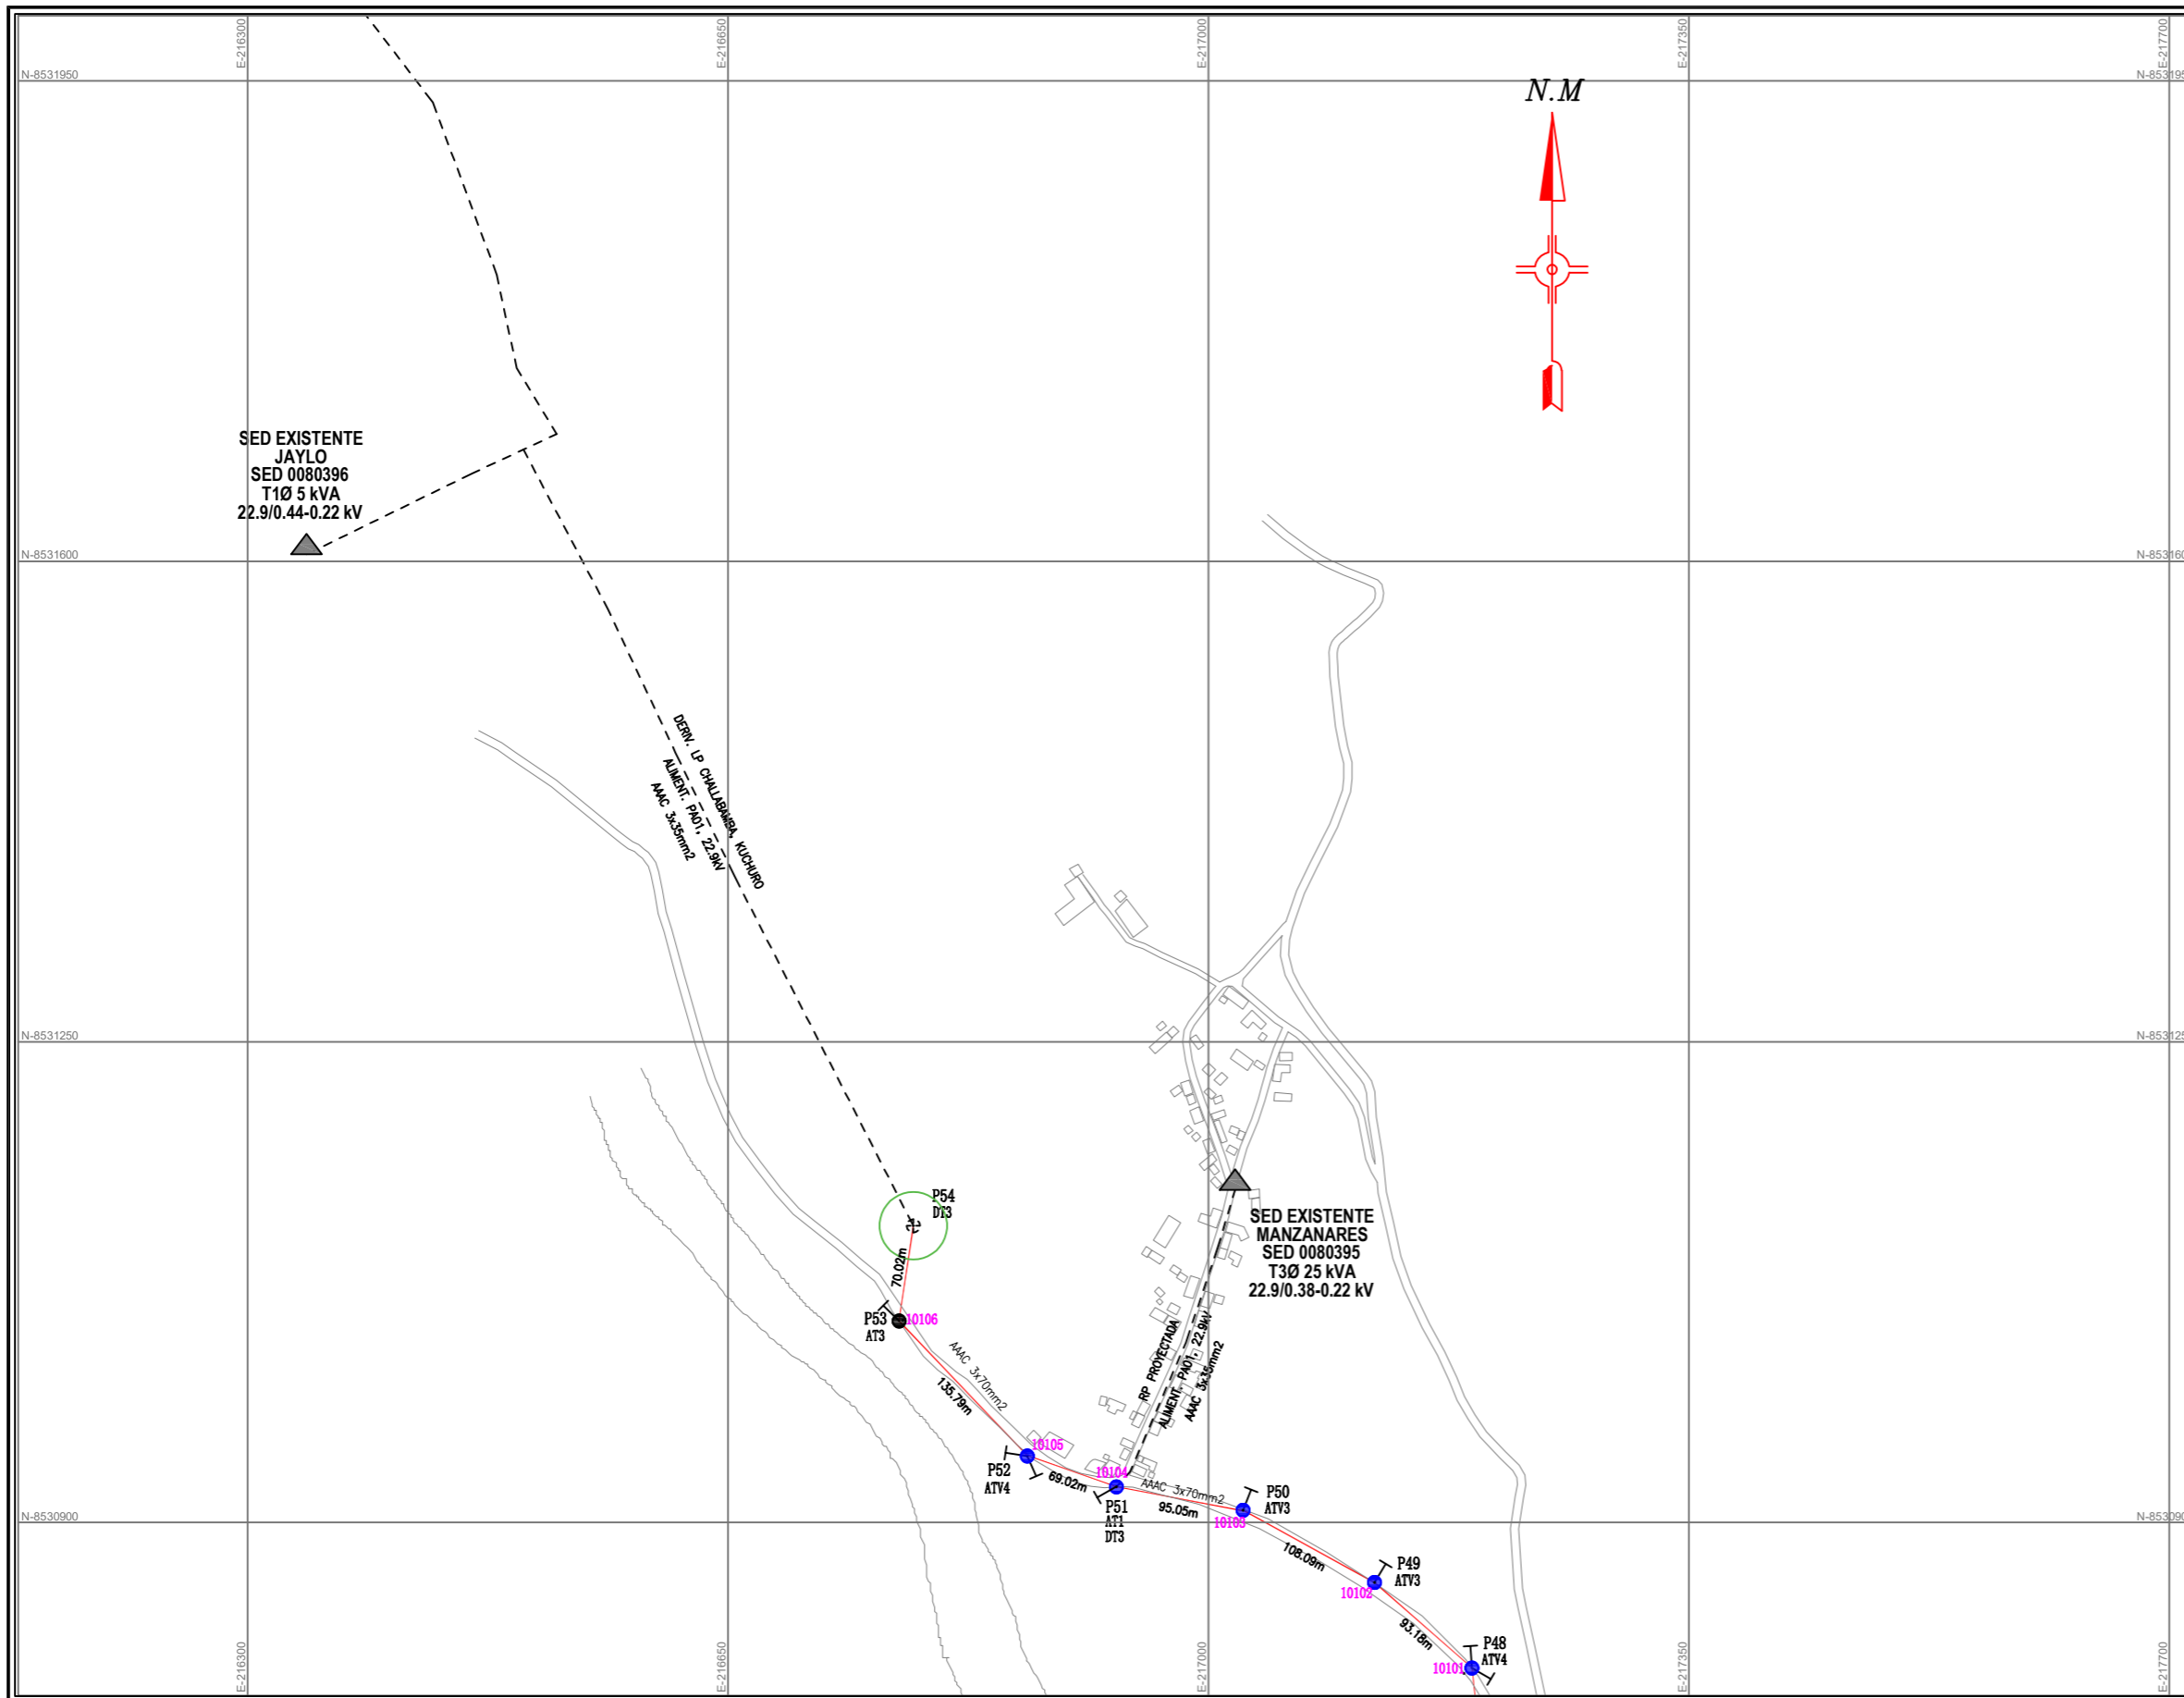 E-216300
E-216650
E-217000
E-217350
E-217700
N-8531950
N-853195
N.M
SED EXISTENTE
JAYLO
SED 0080396
T1Ø 5 kVA
22.9/0.44-0.22 kV
N-8531600
N-853160
DERIV. LP CHALLABAMBA, KUCHURO
ALIMENT. PA01, 22.9kV
AAAC 3x35mm2
N-8531250
N-853125
P54
DT3
70.02m
SED EXISTENTE
MANZANARES
SED 0080395
T3Ø 25 kVA
22.9/0.38-0.22 kV
P53
AT3
10106
AAAC 3x70mm2
135.79m
RP PROYECTADA
ALIMENT. PA01, 22.9kV
AAAC 3x35mm2
10105
P52
ATV4
69.02m
10104
P51
AT1
DT3
AAAC 3x70mm2
95.05m
P50
ATV3
10103
N-8530900
N-853090
108.09m
P49
ATV3
10102
93.18m
P48
ATV4
10101
E-216300
E-216650
E-217000
E-217350
E-217700